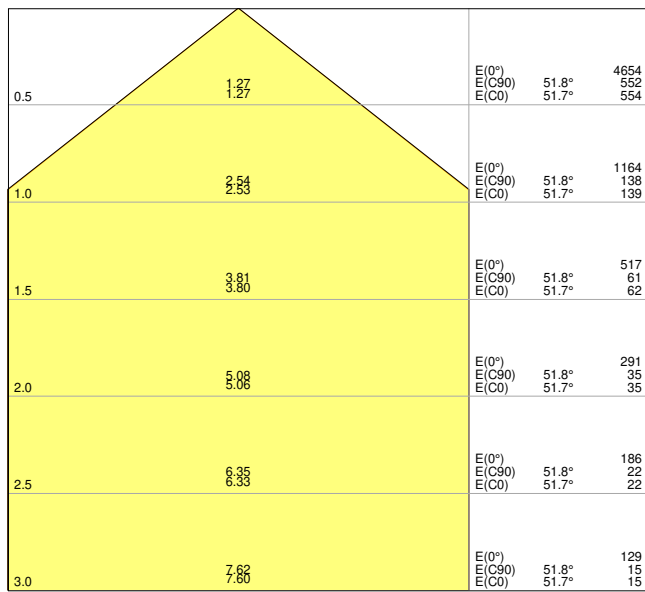 E(0°) 4654
1.27 E(C90) 51.8° 552
0.5 1.27 E(C0) 51.7° 554
E(0°) 1164
2.54 E(C90) 51.8° 138
1.0 2.53 E(C0) 51.7° 139
E(0°) 517
3.81 E(C90) 51.8° 61
1.5 3.80 E(C0) 51.7° 62
E(0°) 291
5.08 E(C90) 51.8° 35
2.0 5.06 E(C0) 51.7° 35
E(0°) 186
6.35 E(C90) 51.8° 22
2.5 6.33 E(C0) 51.7° 22
E(0°) 129
7.62 E(C90) 51.8° 15
3.0 7.60 E(C0) 51.7° 15